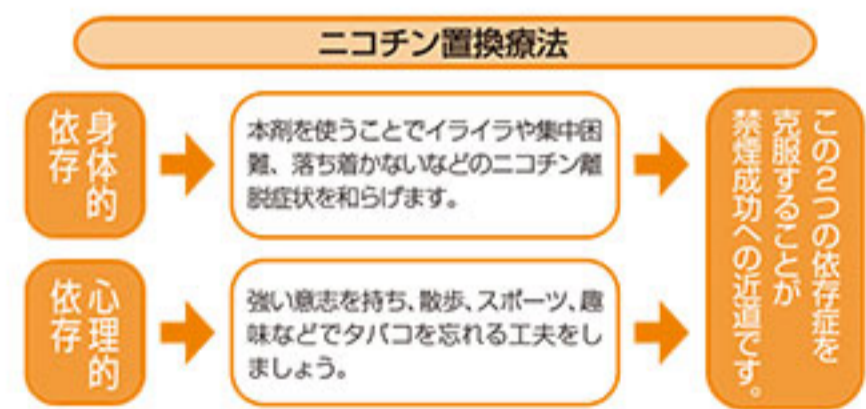 ニコチン置換療法
身体的
依存
本剤を使うことでイライラや集中困
難、落ち着かないなどのニコチン離
脱症状を和らげます。
心理的
依存
強い意志を持ち、散歩、スポーツ、趣
味などでタバコを忘れる工夫をし
ましょう。
この2つの依存症を
克服することが
禁煙成功への近道です。